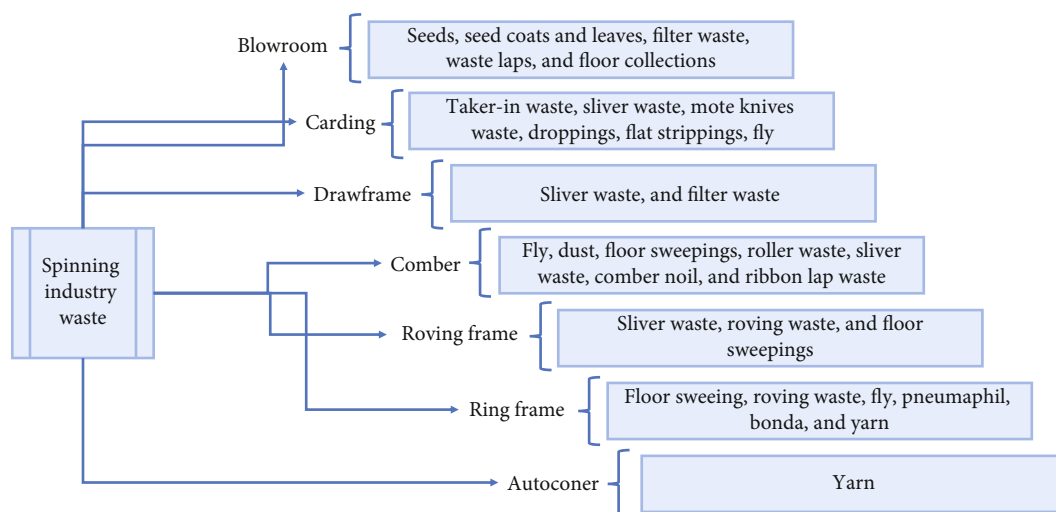 Blowroom
Seeds, seed coats and leaves, filter waste,
waste laps, and floor collections
Carding
Taker-in waste, sliver waste, mote knives
waste, droppings, flat strippings, fly
Drawframe
Sliver waste, and filter waste
Spinning
industry
waste
Comber
Fly, dust, floor sweepings, roller waste, sliver
waste, comber noil, and ribbon lap waste
Roving frame
Sliver waste, roving waste, and floor
sweepings
Ring frame
Floor sweeing, roving waste, fly, pneumaphil,
bonda, and yarn
Autoconer
Yarn